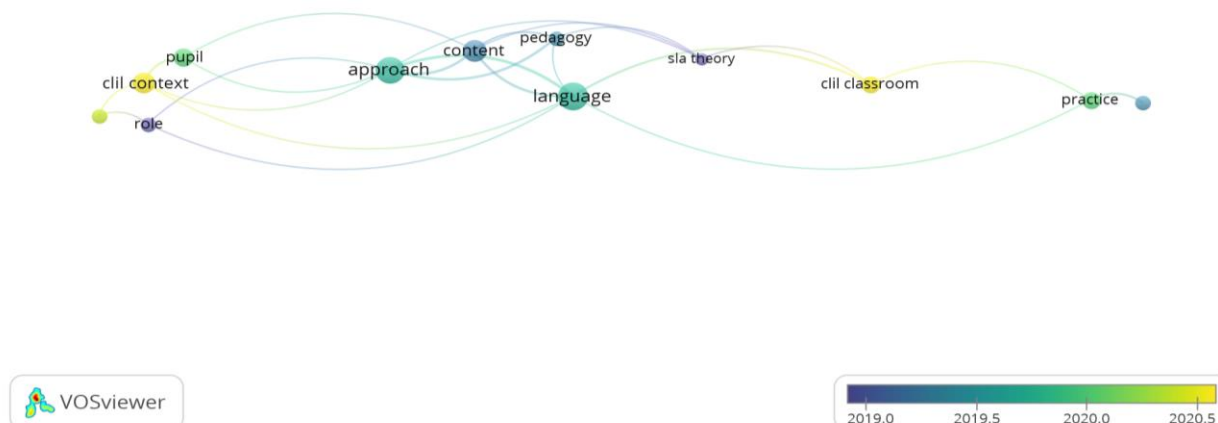 pedagogy
content
pupil
sla theory
approach
clil context
clil classroom
language
practice
role
VOSviewer
2019.0 2019.5 2020.0 2020.5